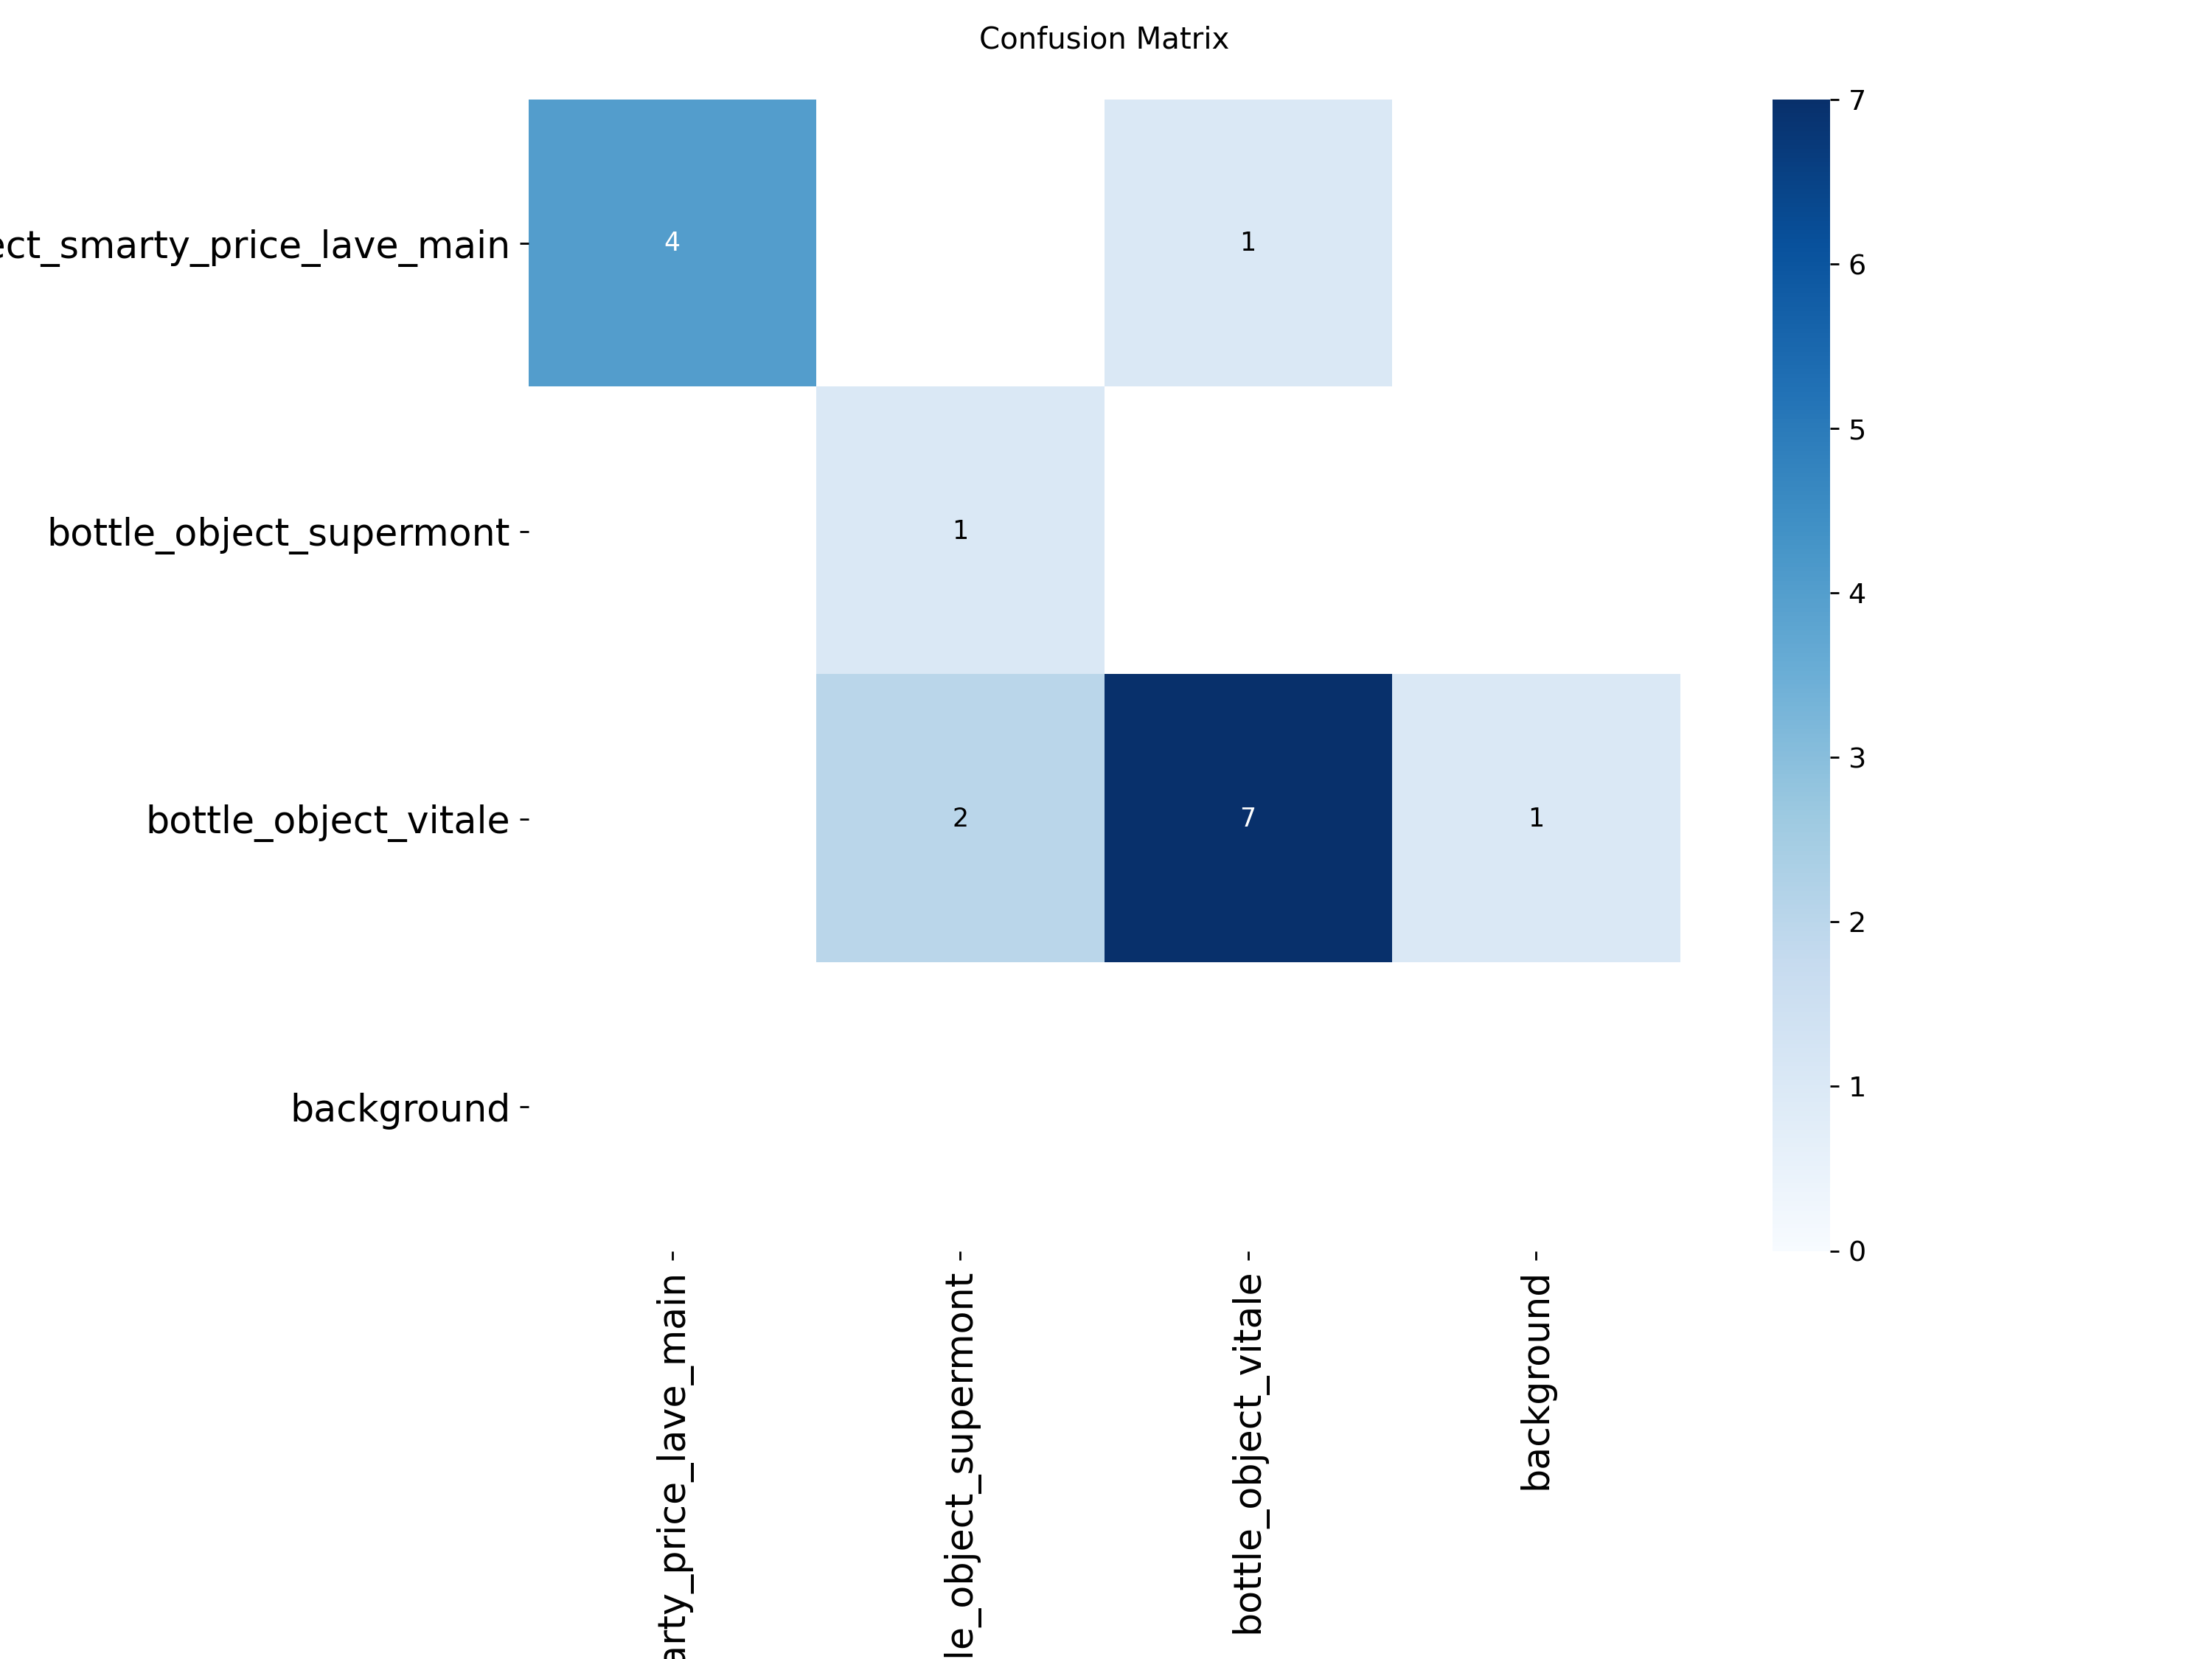 Confusion Matrix
ect_smarty_price_lave_main
4
1
bottle_object_supermont
1
bottle_object_vitale
2
7
1
background
arty_price_lave_main
le_object_supermont
bottle_object_vitale
background
7
6
5
4
3
2
1
0